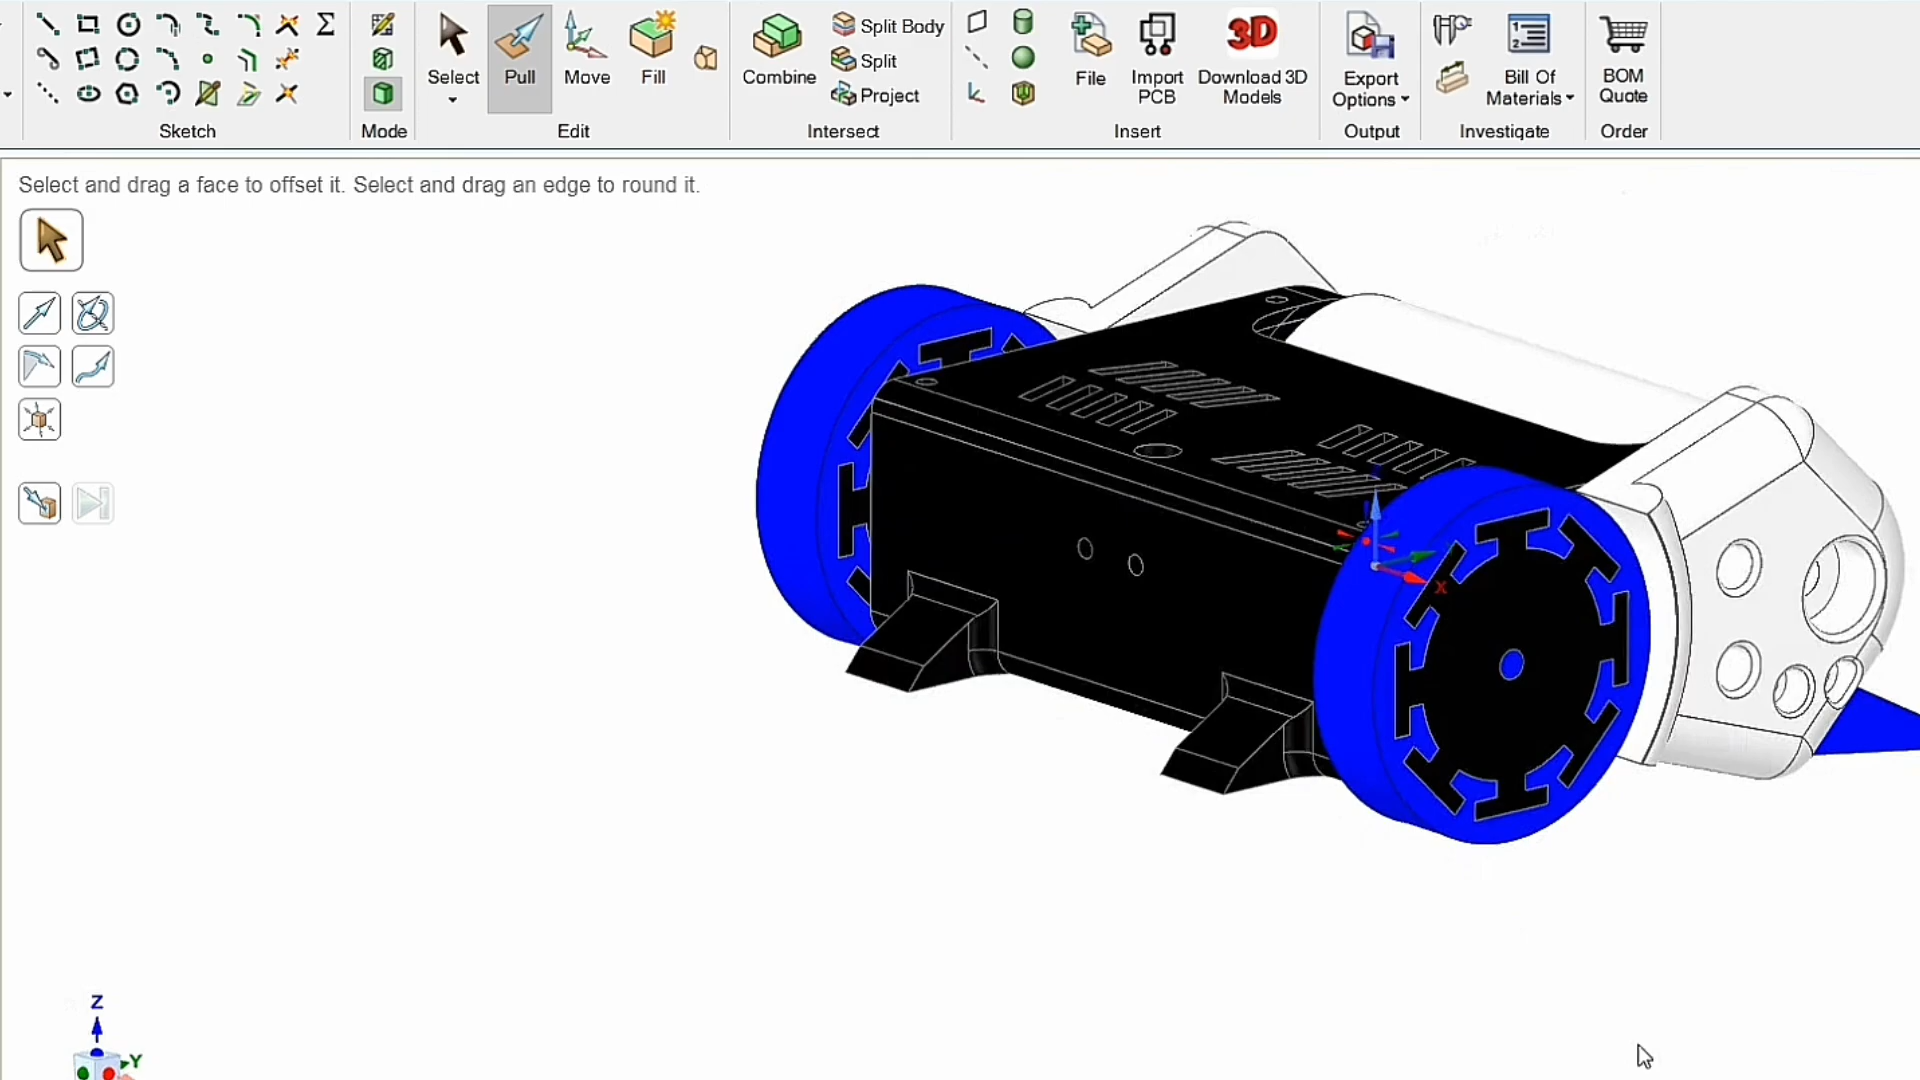 Select
Pull
Move
Fill
Combine
Split Body
Split
Project
File
Import
PCB
3D
Download 3D
Models
Export
Options
Bill Of
Materials
BOM
Quote
Sketch
Mode
Edit
Intersect
Insert
Output
Investigate
Order
Select and drag a face to offset it. Select and drag an edge to round it.
X
Z
Y